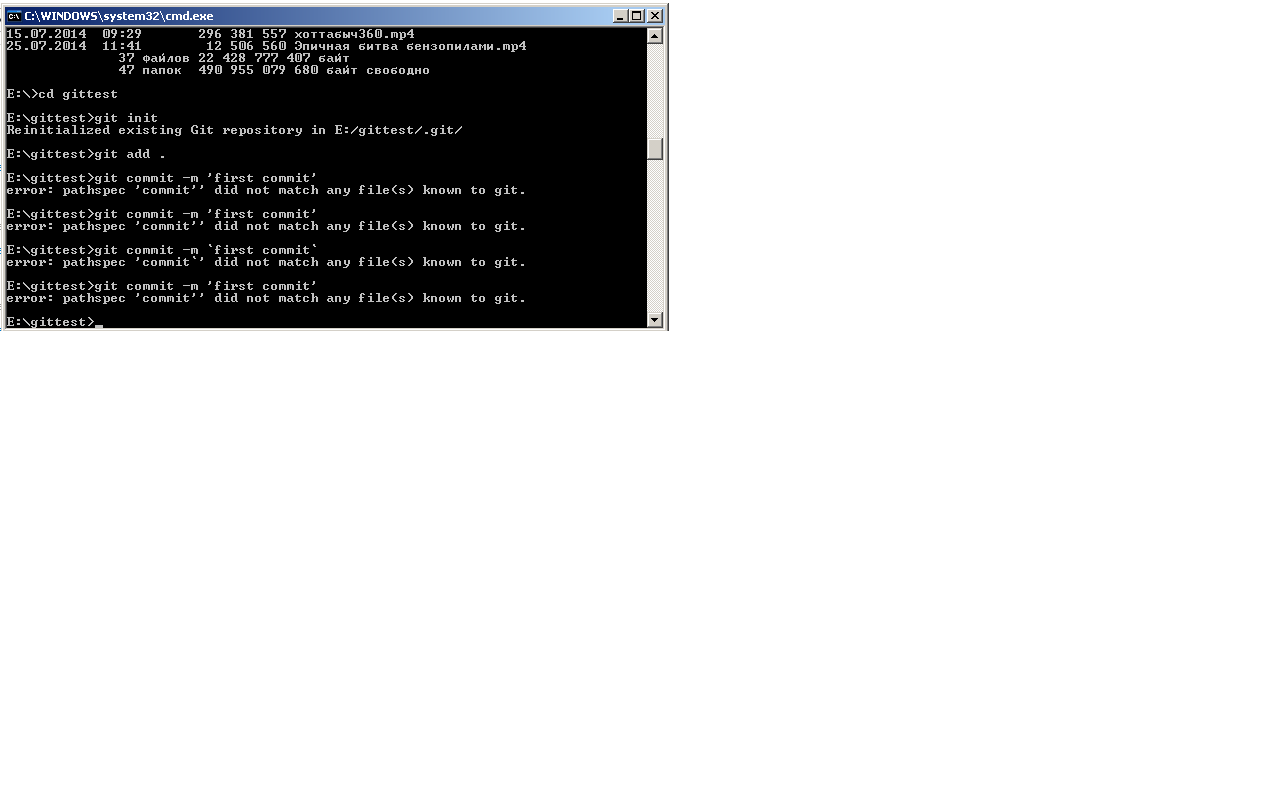 C:\WINDOWS\system32\cmd.exe
15.07.2014  09:29       296 381 557 хоттабыч360.mp4
25.07.2014  11:41        12 506 560 Эпичная битва бензопилами.mp4
37 файлов 22 428 777 407 байт
47 папок  490 955 079 680 байт свободно
E:\>cd gittest
E:\gittest>git init
Reinitialized existing Git repository in E:/gittest/.git/
E:\gittest>git add .
E:\gittest>git commit -m 'first commit'
error: pathspec 'commit'' did not match any file(s) known to git.
E:\gittest>git commit -m 'first commit'
error: pathspec 'commit'' did not match any file(s) known to git.
E:\gittest>git commit -m `first commit`
error: pathspec 'commit`' did not match any file(s) known to git.
E:\gittest>git commit -m 'first commit'
error: pathspec 'commit'' did not match any file(s) known to git.
E:\gittest>